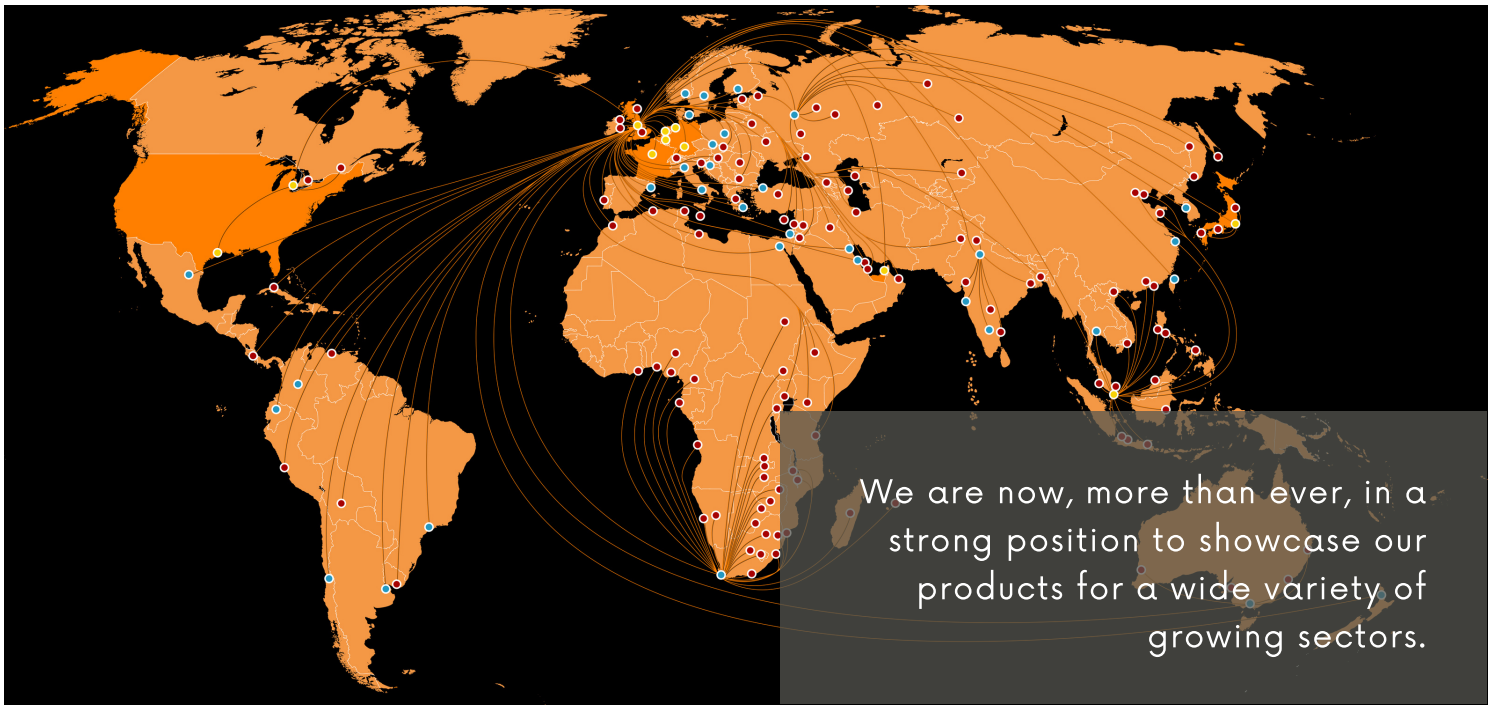 We are now, more than ever, in a
strong position to showcase our
products for a wide variety of
growing sectors.